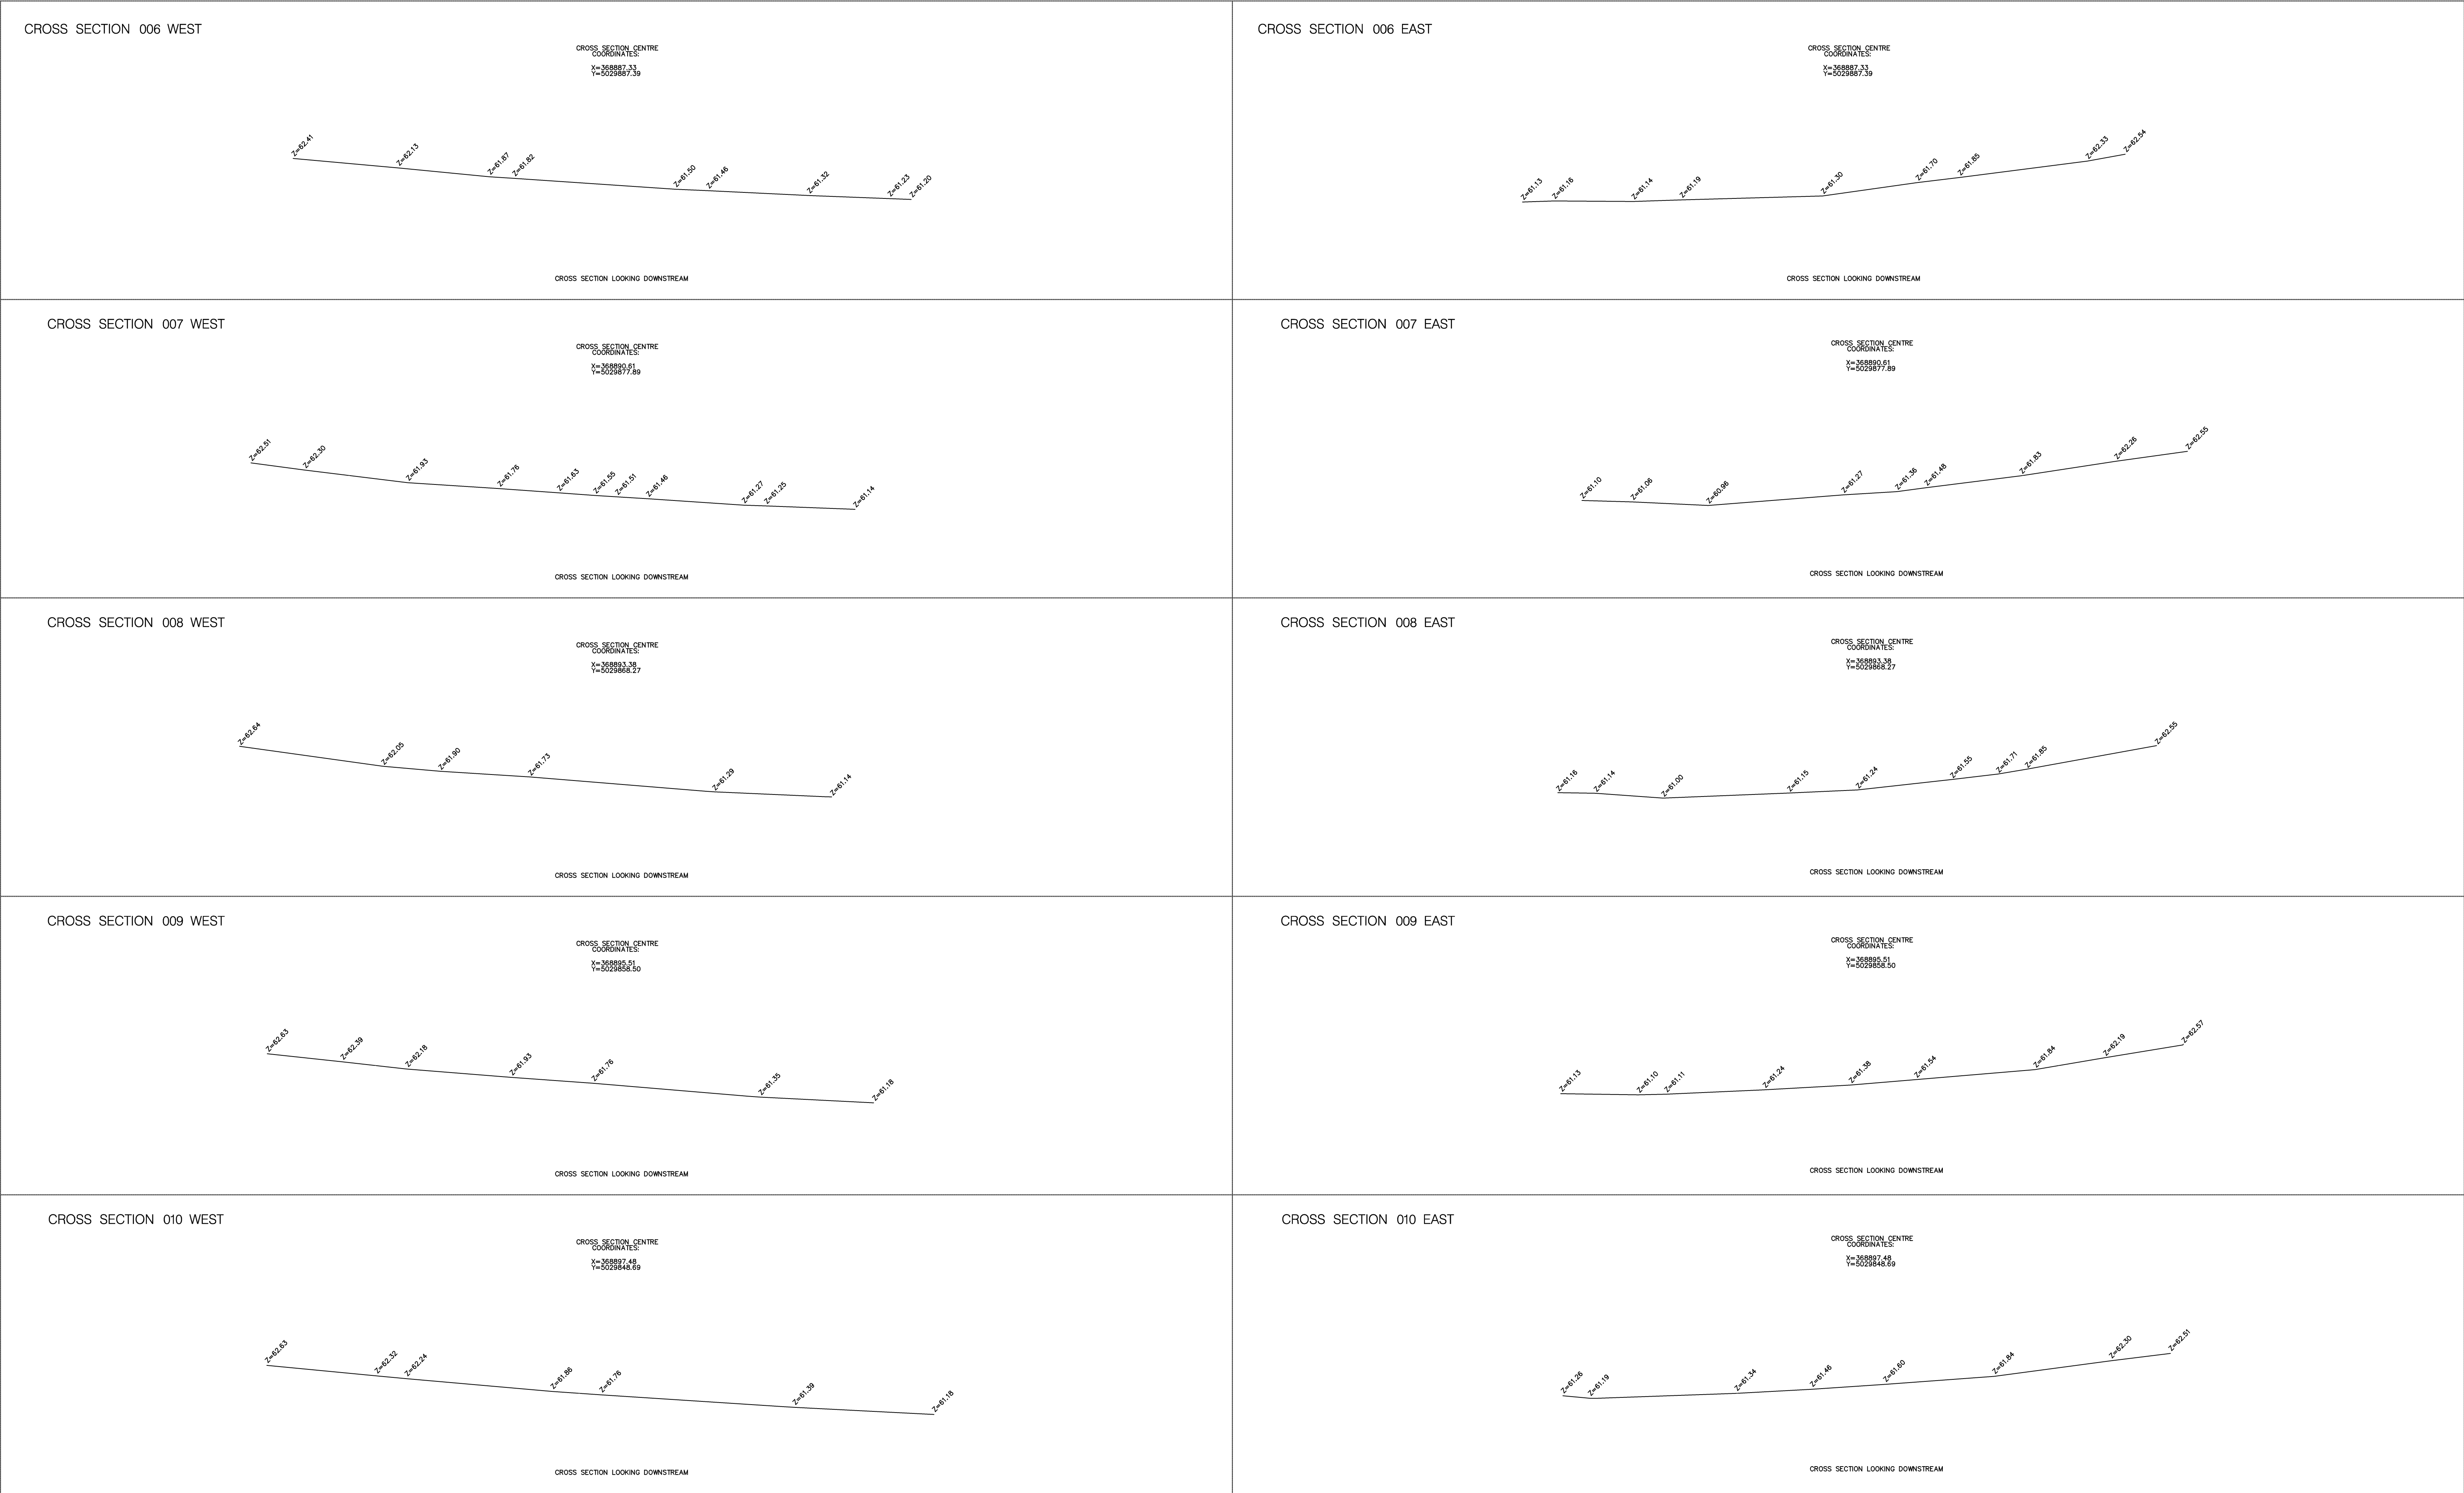 CROSS SECTION 006 WEST
CROSS SECTION CENTRE
COORDINATES:
X=368887.33
Y=5029887.39
Z=62.41
Z=62.13
Z=61.87
Z=61.82
Z=61.50
Z=61.46
Z=61.32
Z=61.23
Z=61.20
CROSS SECTION LOOKING DOWNSTREAM
CROSS SECTION 006 EAST
CROSS SECTION CENTRE
COORDINATES:
X=368887.33
Y=5029887.39
Z=61.13
Z=61.16
Z=61.14
Z=61.19
Z=61.30
Z=61.70
Z=61.85
Z=62.33
Z=62.54
CROSS SECTION LOOKING DOWNSTREAM
CROSS SECTION 007 WEST
CROSS SECTION CENTRE
COORDINATES:
X=368890.61
Y=5029877.89
Z=62.51
Z=62.30
Z=61.93
Z=61.76
Z=61.63
Z=61.55
Z=61.51
Z=61.46
Z=61.27
Z=61.25
Z=61.14
CROSS SECTION LOOKING DOWNSTREAM
CROSS SECTION 007 EAST
CROSS SECTION CENTRE
COORDINATES:
X=368890.61
Y=5029877.89
Z=61.10
Z=61.06
Z=60.96
Z=61.27
Z=61.36
Z=61.48
Z=61.83
Z=62.26
Z=62.55
CROSS SECTION LOOKING DOWNSTREAM
CROSS SECTION 008 WEST
CROSS SECTION CENTRE
COORDINATES:
X=368893.38
Y=5029868.27
Z=62.64
Z=62.05
Z=61.90
Z=61.73
Z=61.29
Z=61.14
CROSS SECTION LOOKING DOWNSTREAM
CROSS SECTION 008 EAST
CROSS SECTION CENTRE
COORDINATES:
X=368893.38
Y=5029868.27
Z=61.16
Z=61.14
Z=61.00
Z=61.15
Z=61.24
Z=61.55
Z=61.71
Z=61.85
Z=62.55
CROSS SECTION LOOKING DOWNSTREAM
CROSS SECTION 009 WEST
CROSS SECTION CENTRE
COORDINATES:
X=368895.51
Y=5029858.50
Z=62.63
Z=62.39
Z=62.18
Z=61.93
Z=61.76
Z=61.35
Z=61.18
CROSS SECTION LOOKING DOWNSTREAM
CROSS SECTION 009 EAST
CROSS SECTION CENTRE
COORDINATES:
X=368895.51
Y=5029858.50
Z=61.13
Z=61.10
Z=61.11
Z=61.24
Z=61.38
Z=61.54
Z=61.84
Z=62.19
Z=62.57
CROSS SECTION LOOKING DOWNSTREAM
CROSS SECTION 010 WEST
CROSS SECTION CENTRE
COORDINATES:
X=368897.48
Y=5029848.69
Z=62.63
Z=62.32
Z=62.24
Z=61.86
Z=61.76
Z=61.39
Z=61.18
CROSS SECTION LOOKING DOWNSTREAM
CROSS SECTION 010 EAST
CROSS SECTION CENTRE
COORDINATES:
X=368897.48
Y=5029848.69
Z=61.26
Z=61.19
Z=61.34
Z=61.46
Z=61.60
Z=61.84
Z=62.30
Z=62.51
CROSS SECTION LOOKING DOWNSTREAM